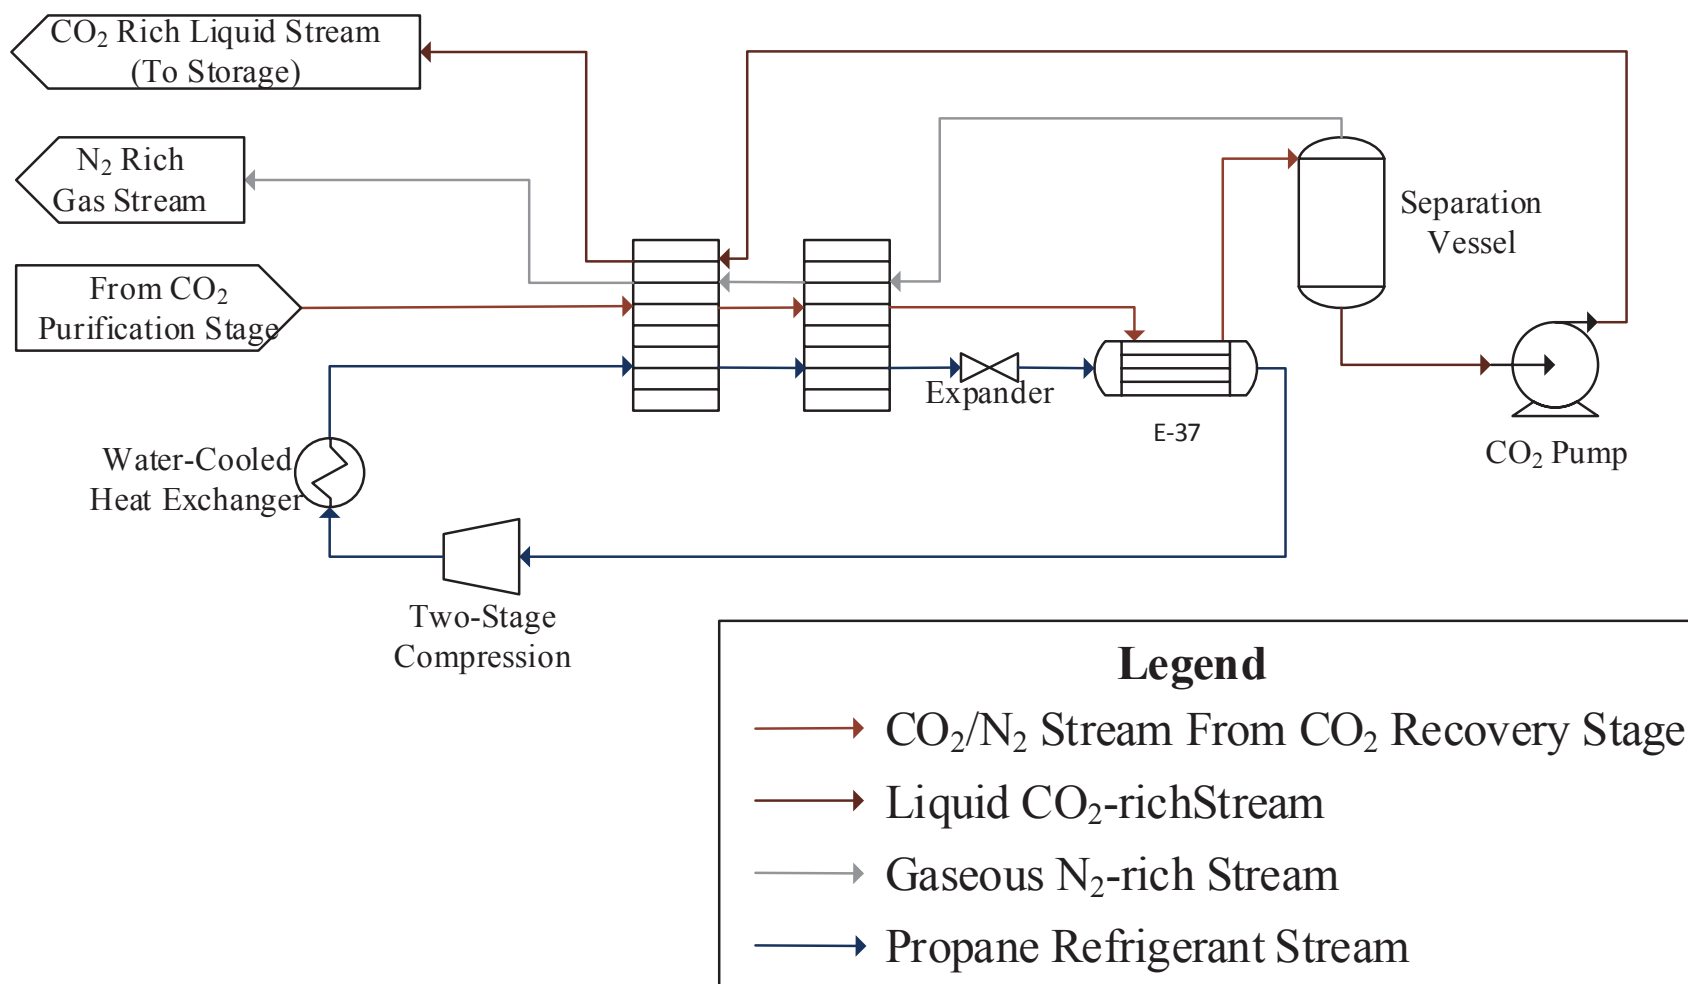 CO₂ Rich Liquid Stream
(To Storage)
N₂ Rich
Gas Stream
From CO₂
Purification Stage
Separation
Vessel
Expander
E-37
CO₂ Pump
Water-Cooled
Heat Exchanger
Two-Stage
Compression
Legend
CO₂/N₂ Stream From CO₂ Recovery Stage
Liquid CO₂-richStream
Gaseous N₂-rich Stream
Propane Refrigerant Stream